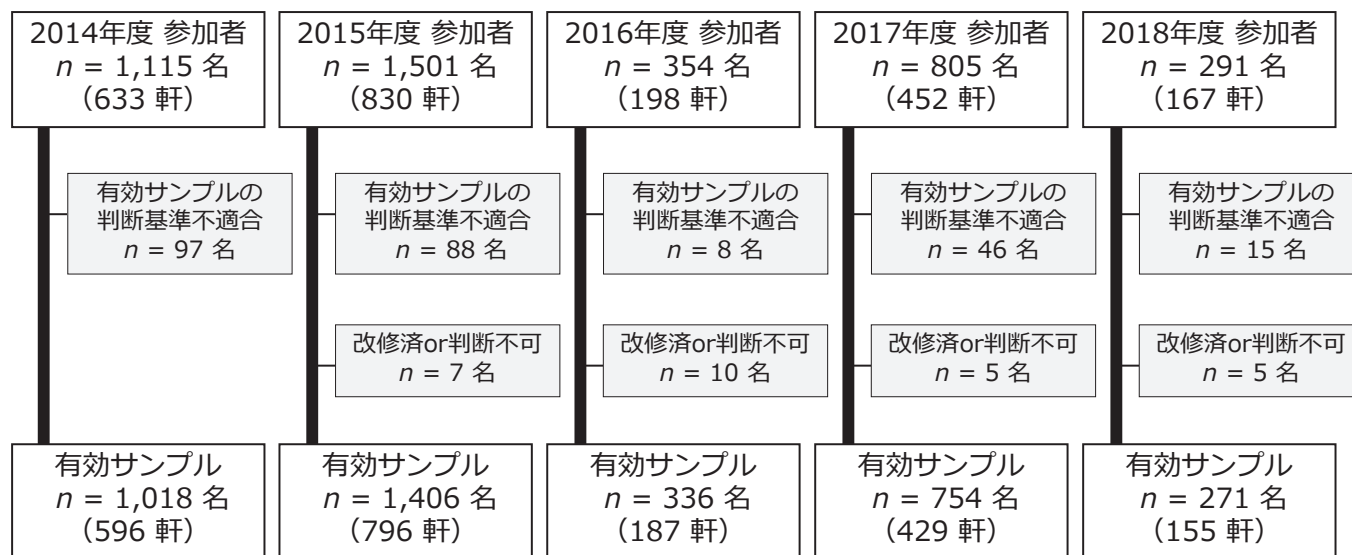 2014年度 参加者
n = 1,115 名
（633 軒）
2015年度 参加者
n = 1,501 名
（830 軒）
2016年度 参加者
n = 354 名
（198 軒）
2017年度 参加者
n = 805 名
（452 軒）
2018年度 参加者
n = 291 名
（167 軒）
有効サンプルの
判断基準不適合
n = 97 名
有効サンプルの
判断基準不適合
n = 88 名
有効サンプルの
判断基準不適合
n = 8 名
有効サンプルの
判断基準不適合
n = 46 名
有効サンプルの
判断基準不適合
n = 15 名
改修済or判断不可
n = 7 名
改修済or判断不可
n = 10 名
改修済or判断不可
n = 5 名
改修済or判断不可
n = 5 名
有効サンプル
n = 1,018 名
（596 軒）
有効サンプル
n = 1,406 名
（796 軒）
有効サンプル
n = 336 名
（187 軒）
有効サンプル
n = 754 名
（429 軒）
有効サンプル
n = 271 名
（155 軒）